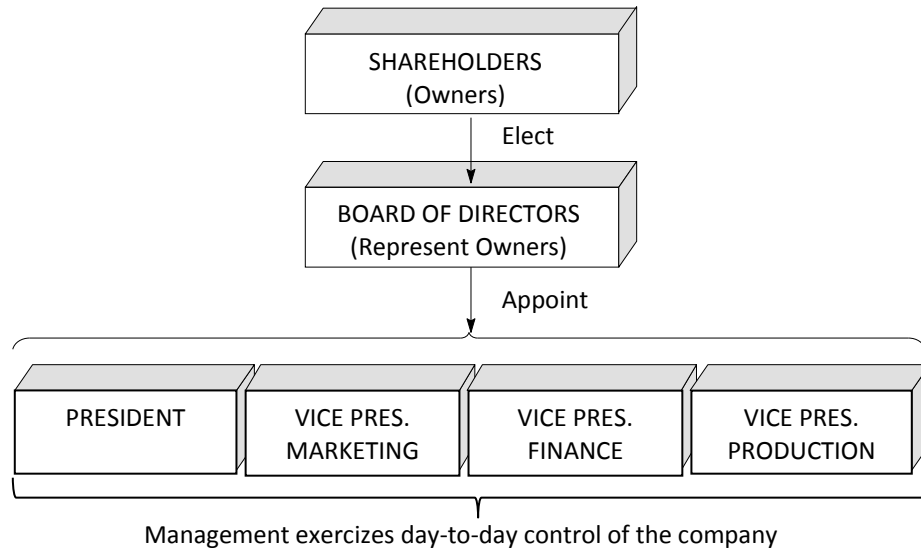 SHAREHOLDERS
(Owners)
Elect
BOARD OF DIRECTORS
(Represent Owners)
Appoint
PRESIDENT
VICE PRES.
MARKETING
VICE PRES.
FINANCE
VICE PRES.
PRODUCTION
Management exercizes day-to-day control of the company